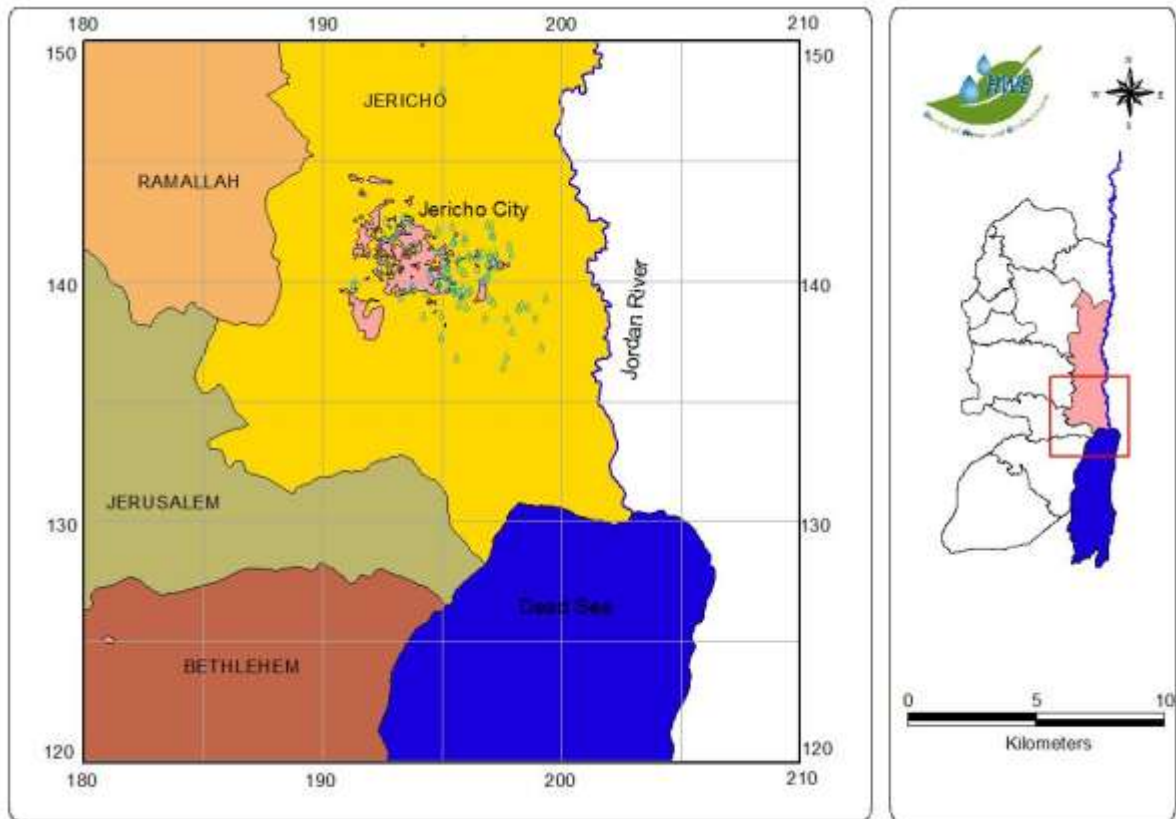 180 190 200 210
150 150
JERICHO
RAMALLAH
Jericho City
140 140
Jordan River
JERUSALEM
130 130
Dead Sea
BETHLEHEM
120 120
180 190 200 210
HWE
N
W E
S
0 5 10
Kilometers